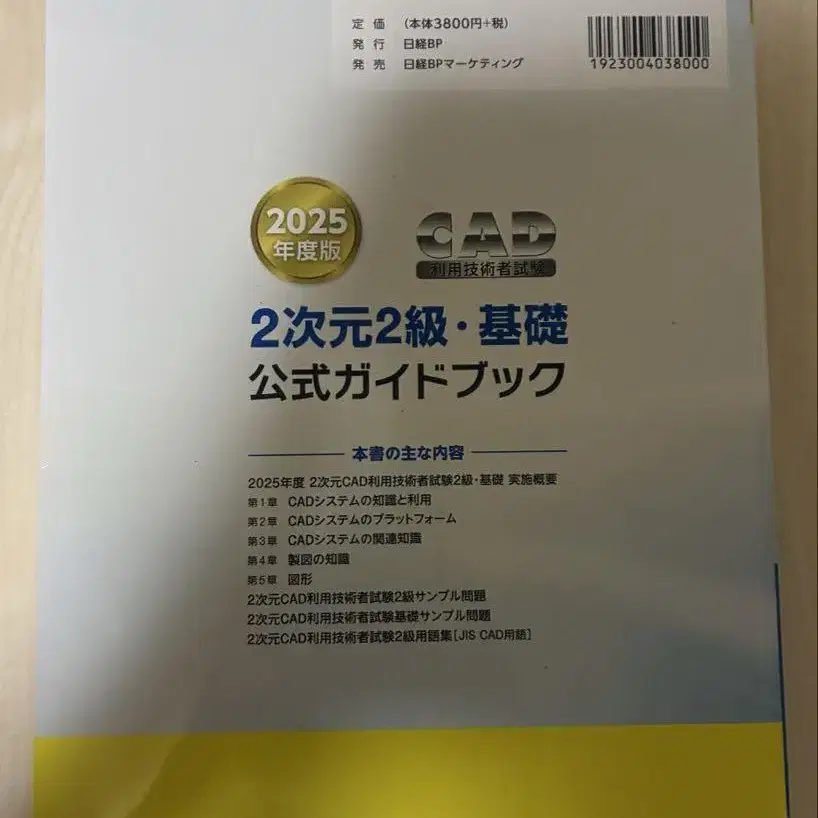 定 価 (本体3800円+税)
発 行 日経BP
発 売 日経BPマーケティング
1923004038000
2025
年度版
CAD
利用技術者試験
2次元2級・基礎
公式ガイドブック
本書の主な内容
2025年度 2次元CAD利用技術者試験2級・基礎 実施概要
第1章 CADシステムの知識と利用
第2章 CADシステムのプラットフォーム
第3章 CADシステムの関連知識
第4章 製図の知識
第5章 図形
2次元CAD利用技術者試験2級サンプル問題
2次元CAD利用技術者試験基礎サンプル問題
2次元CAD利用技術者試験2級用語集[JIS CAD用語]